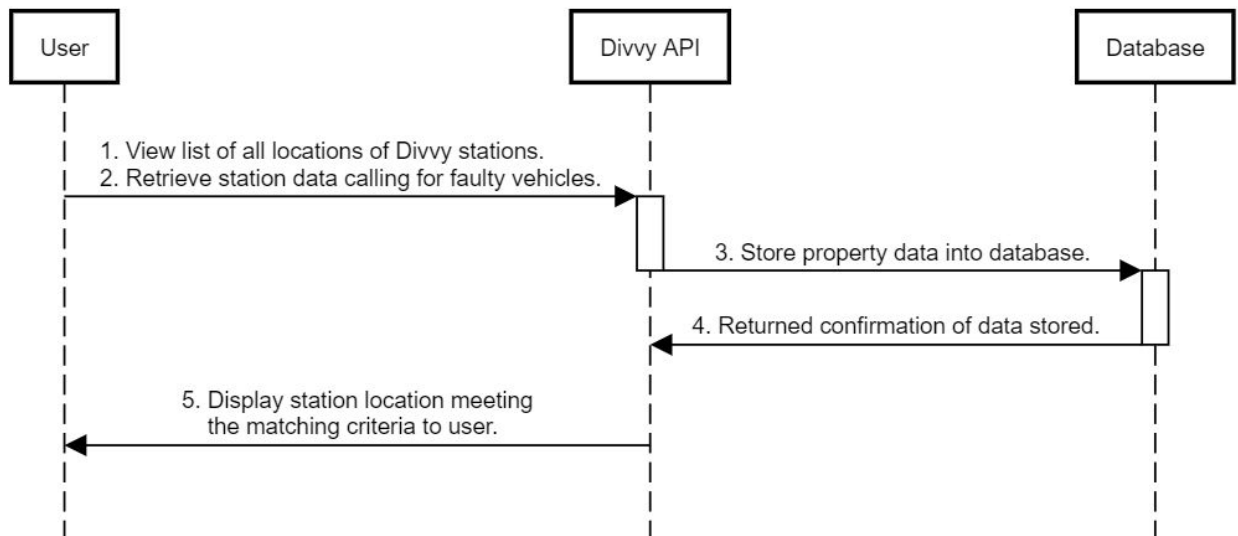 User
Divvy API
Database
1. View list of all locations of Divvy stations.
2. Retrieve station data calling for faulty vehicles.
3. Store property data into database.
4. Returned confirmation of data stored.
5. Display station location meeting
the matching criteria to user.